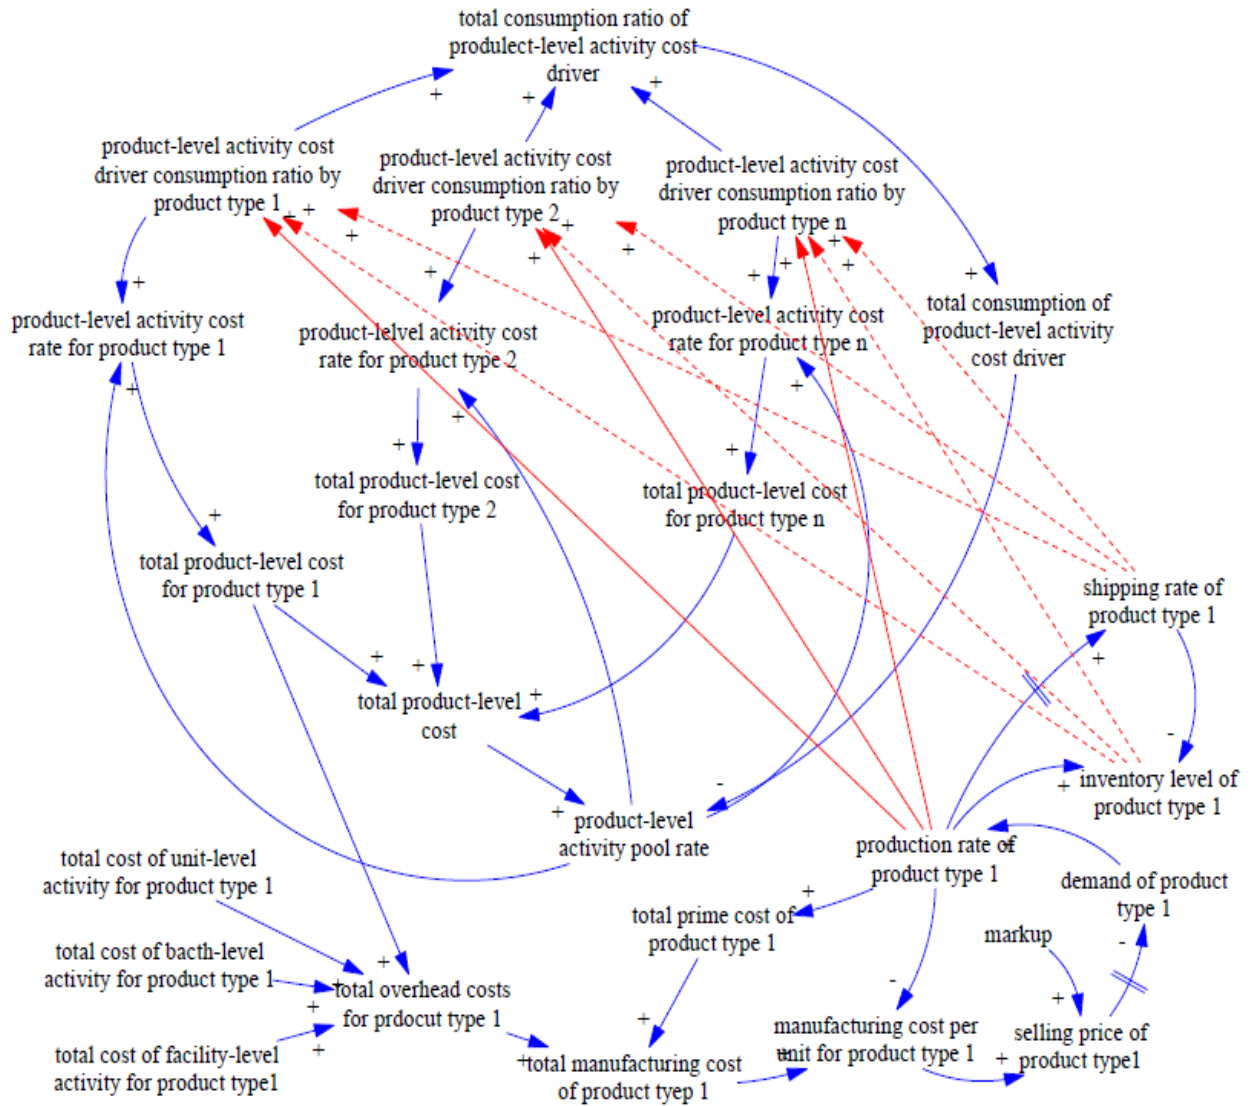 total consumption ratio of
produlect-level activity cost
driver
product-level activity cost
driver consumption ratio by
product type 1
product-level activity cost
driver consumption ratio by
product type 2
product-level activity cost
driver consumption ratio by
product type n
product-level activity cost
rate for product type 1
product-lelvel activity cost
rate for product type 2
product-level activity cost
rate for product type n
total consumption of
product-level activity
cost driver
total product-level cost
for product type 2
total product-level cost
for product type n
total product-level cost
for product type 1
shipping rate of
product type 1
total product-level
cost
inventory level of
product type 1
product-level
activity pool rate
production rate of
product type 1
total cost of unit-level
activity for product type 1
demand of product
type 1
total prime cost of
product type 1
markup
total cost of bacth-level
activity for product type 1
total overhead costs
for prdocut type 1
manufacturing cost per
unit for product type 1
selling price of
product type1
total cost of facility-level
activity for product type1
total manufacturing cost
of product tyep 1